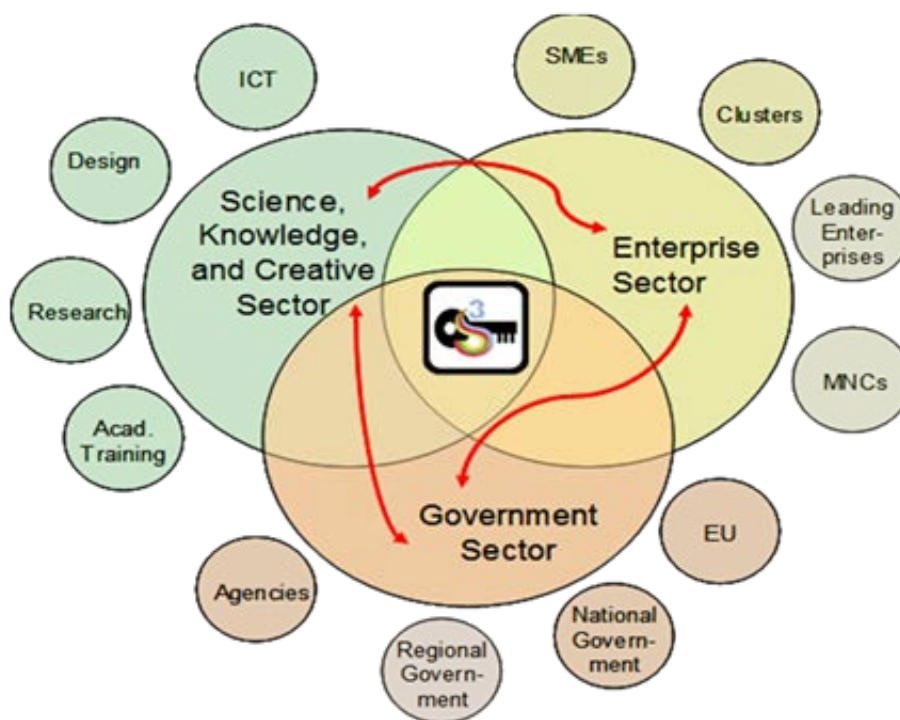 ICT
SMEs
Clusters
Design
Science,
Knowledge,
and Creative
Sector
Enterprise
Sector
Leading
Enter-
prises
Research
3
S
MNCs
Acad.
Training
Government
Sector
EU
Agencies
National
Govern-
ment
Regional
Govern-
ment